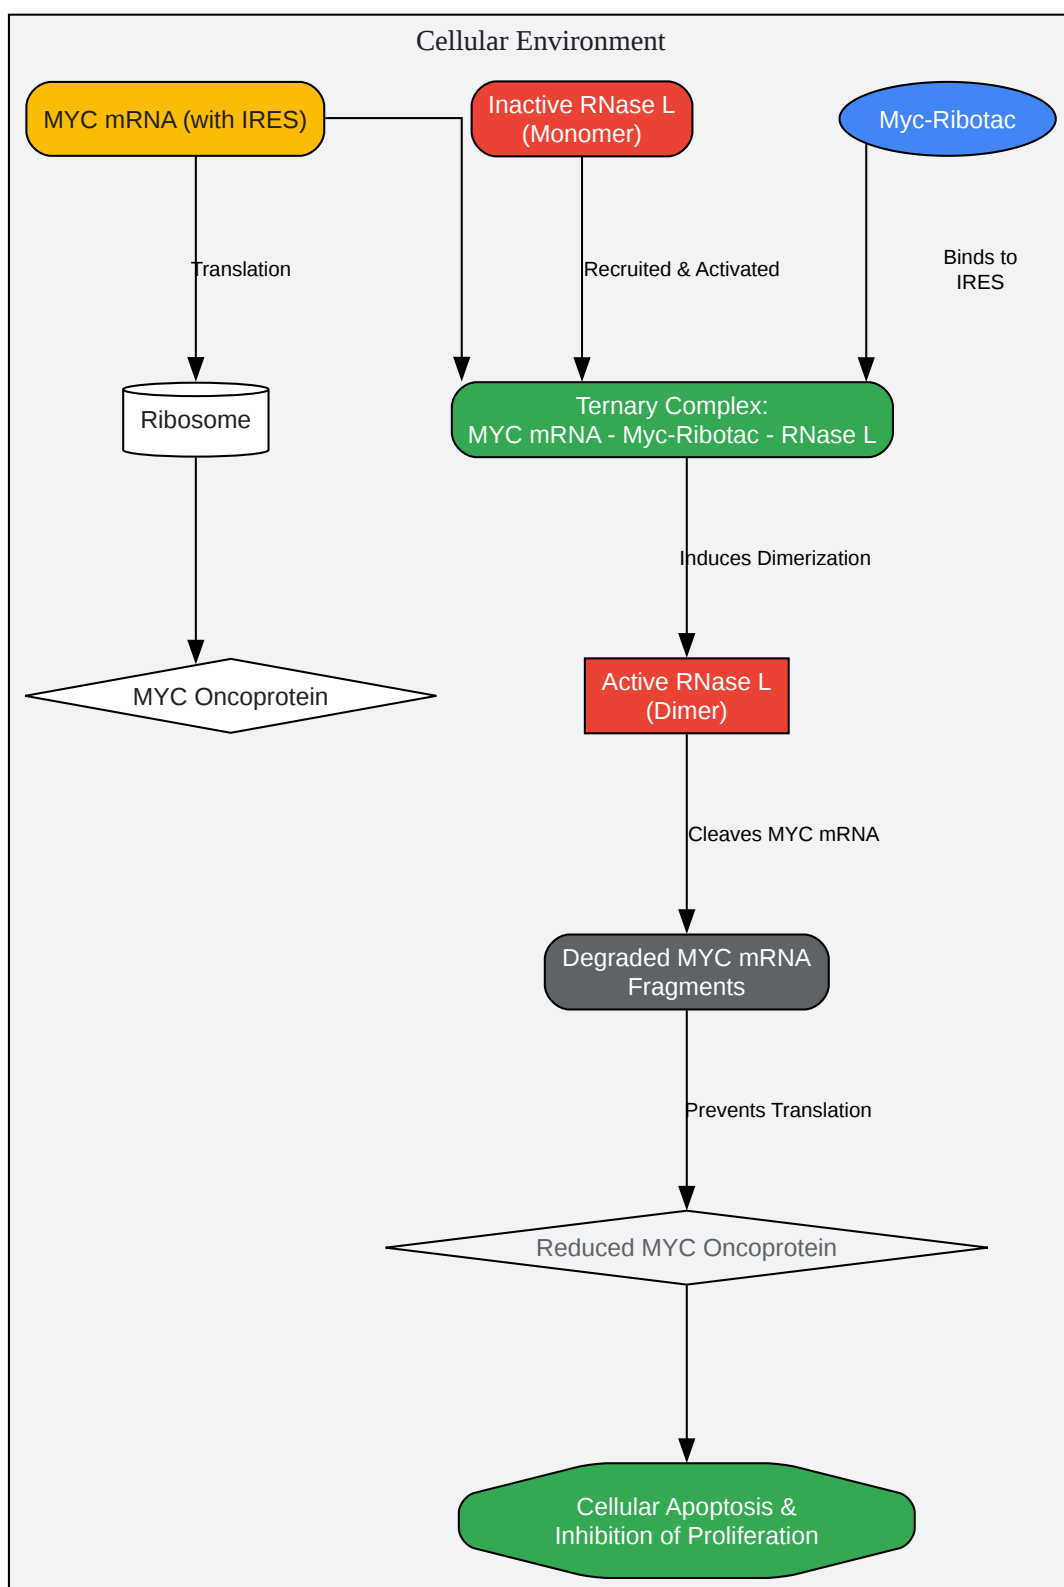 Cellular Environment
MYC mRNA (with IRES)
Inactive RNase L
(Monomer)
Myc-Ribotac
Translation
Recruited & Activated
Binds to
IRES
Ribosome
Ternary Complex:
MYC mRNA - Myc-Ribotac - RNase L
Induces Dimerization
MYC Oncoprotein
Active RNase L
(Dimer)
Cleaves MYC mRNA
Degraded MYC mRNA
Fragments
Prevents Translation
Reduced MYC Oncoprotein
Cellular Apoptosis &
Inhibition of Proliferation